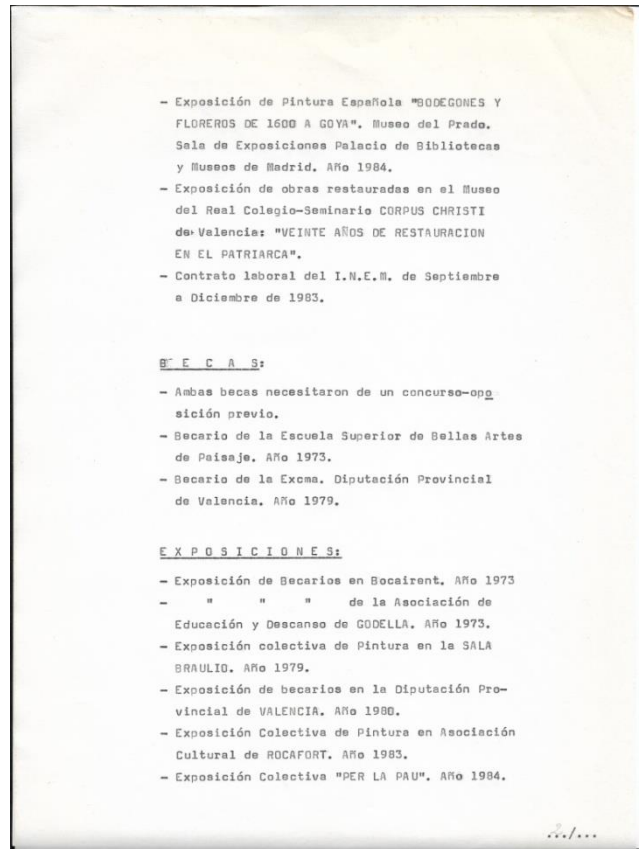 - Exposición de Pintura Española "BODEGONES Y
FLOREROS DE 1600 A GOYA". Museo del Prado.
Sala de Exposiciones Palacio de Bibliotecas
y Museos de Madrid. Año 1984.
- Exposición de obras restauradas en el Museo
del Real Colegio-Seminario CORPUS CHRISTI
de Valencia: "VEINTE AÑOS DE RESTAURACION
EN EL PATRIARCA".
- Contrato laboral del I.N.E.M. de Septiembre
a Diciembre de 1983.
B E C A S:
- Ambas becas necesitaron de un concurso-opo
sición previo.
- Becario de la Escuela Superior de Bellas Artes
de Paisaje. Año 1973.
- Becario de la Excma. Diputación Provincial
de Valencia. Año 1979.
E X P O S I C I O N E S:
- Exposición de Becarios en Bocairent. Año 1973
- " " " de la Asociación de
Educación y Descanso de GODELLA. Año 1973.
- Exposición colectiva de Pintura en la SALA
BRAULIO. Año 1979.
- Exposición de becarios en la Diputación Pro-
vincial de VALENCIA. Año 1980.
- Exposición Colectiva de Pintura en Asociación
Cultural de ROCAFORT. Año 1983.
- Exposición Colectiva "PER LA PAU". Año 1984.
.../...